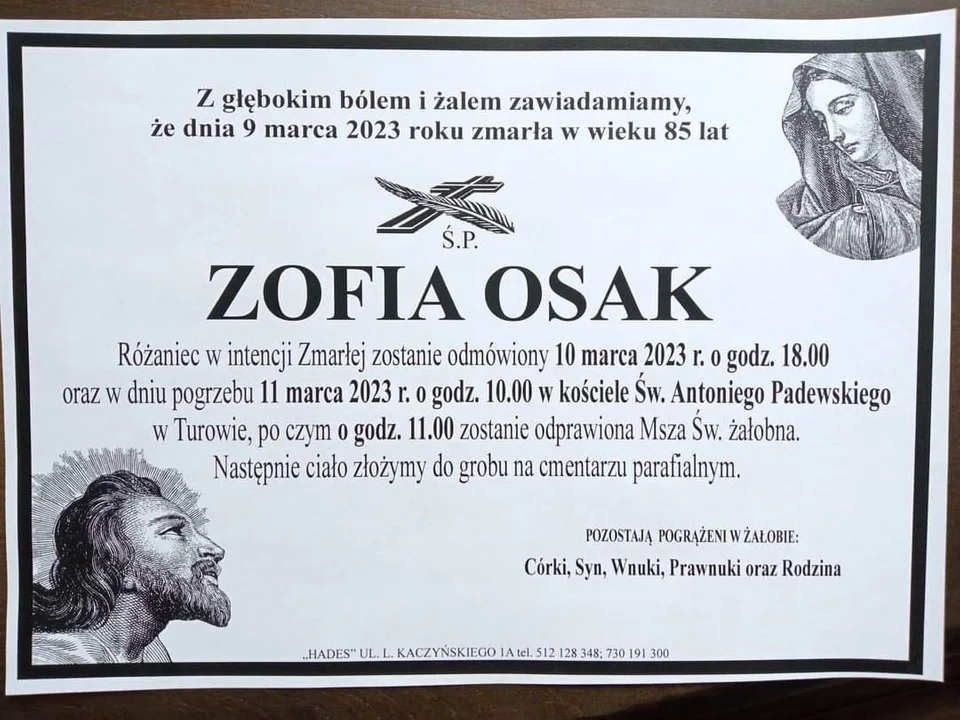 Z głębokim bólem i żalem zawiadamiamy,
że dnia 9 marca 2023 roku zmarła w wieku 85 lat
Ś.P.
ZOFIA OSAK
Różaniec w intencji Zmarłej zostanie odmówiony 10 marca 2023 r. o godz. 18.00
oraz w dniu pogrzebu 11 marca 2023 r. o godz. 10.00 w kościele Św. Antoniego Padewskiego
w Turowie, po czym o godz. 11.00 zostanie odprawiona Msza Św. żałobna.
Następnie ciało złożymy do grobu na cmentarzu parafialnym.
POZOSTAJĄ POGRĄŻENI W ŻAŁOBIE:
Córki, Syn, Wnuki, Prawnuki oraz Rodzina
„HADES” UL. L. KACZYŃSKIEGO 1A tel. 512 128 348; 730 191 300